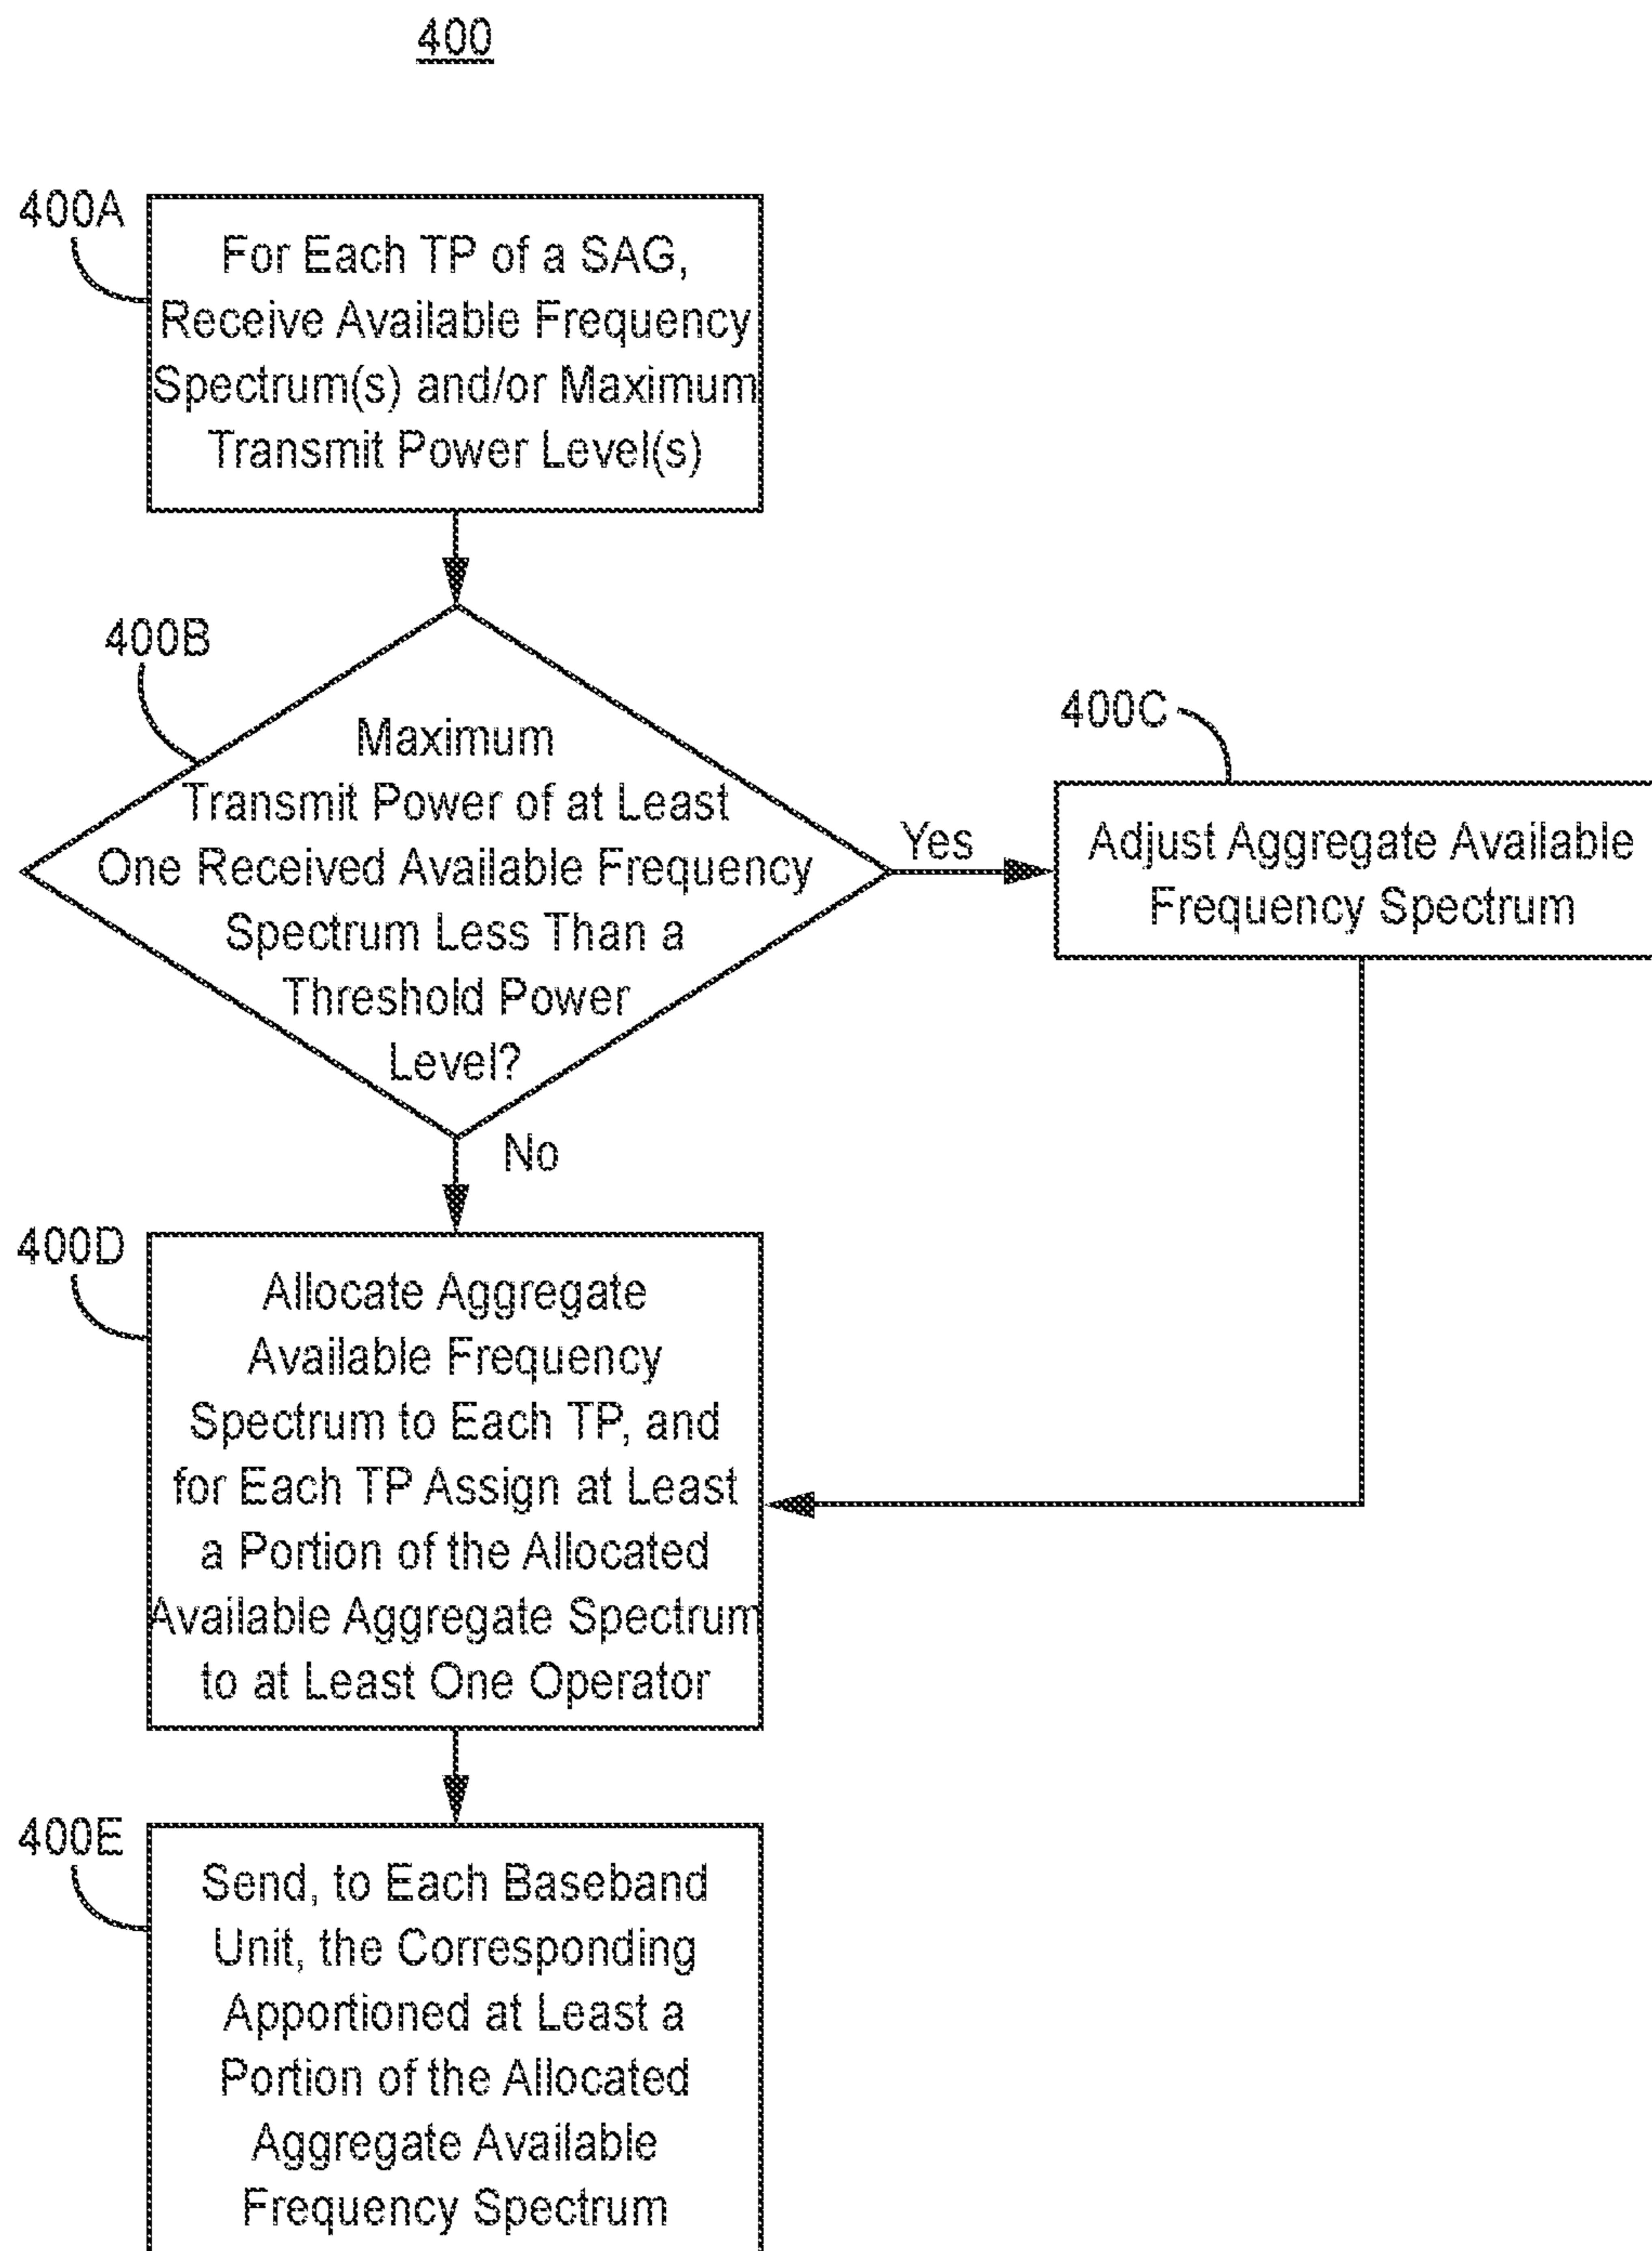 400
400A
For Each TP of a SAG,
Receive Available Frequency
Spectrum(s) and/or Maximum
Transmit Power Level(s)
400B
Maximum
Transmit Power of at Least
One Received Available Frequency
Spectrum Less Than a
Threshold Power
Level?
Yes
400C
Adjust Aggregate Available
Frequency Spectrum
No
400D
Allocate Aggregate
Available Frequency
Spectrum to Each TP, and
for Each TP Assign at Least
a Portion of the Allocated
Available Aggregate Spectrum
to at Least One Operator
400E
Send, to Each Baseband
Unit, the Corresponding
Apportioned at Least a
Portion of the Allocated
Aggregate Available
Frequency Spectrum